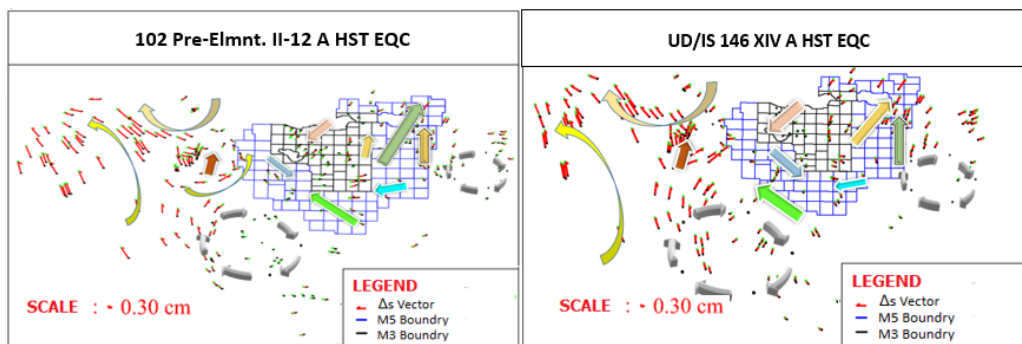 102 Pre-Elmnt. II-12 A HST EQC
SCALE : - 0.30 cm
LEGEND
Δs Vector
M5 Boundry
M3 Boundry
UD/IS 146 XIV A HST EQC
SCALE : - 0.30 cm
LEGEND
Δs Vector
M5 Boundry
M3 Boundry